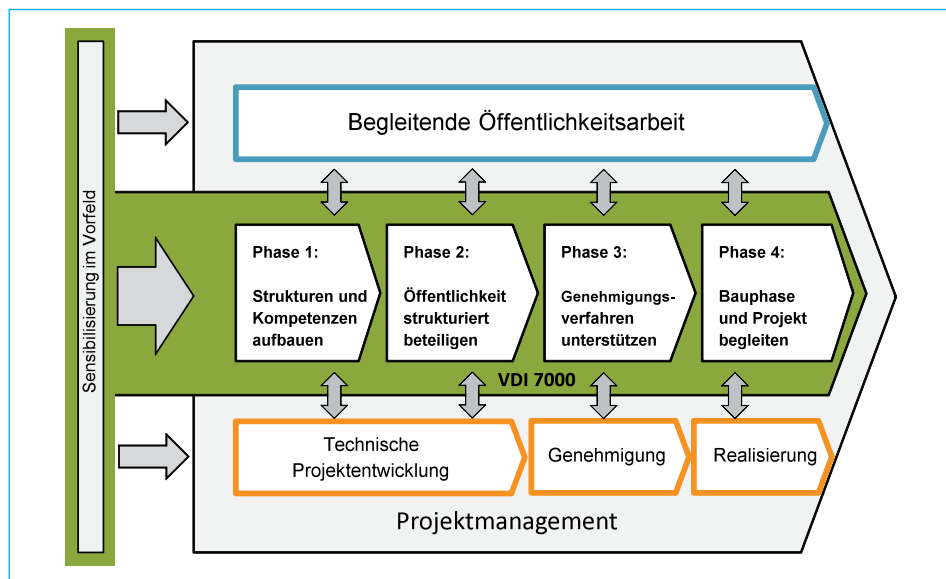 Sensibilisierung im Vorfeld
Begleitende Öffentlichkeitsarbeit
Phase 1:
Strukturen und
Kompetenzen
aufbauen
Phase 2:
Öffentlichkeit
strukturiert
beteiligen
Phase 3:
Genehmigungs-
verfahren
unterstützen
Phase 4:
Bauphase
und Projekt
begleiten
VDI 7000
Technische
Projektentwicklung
Genehmigung
Realisierung
Projektmanagement